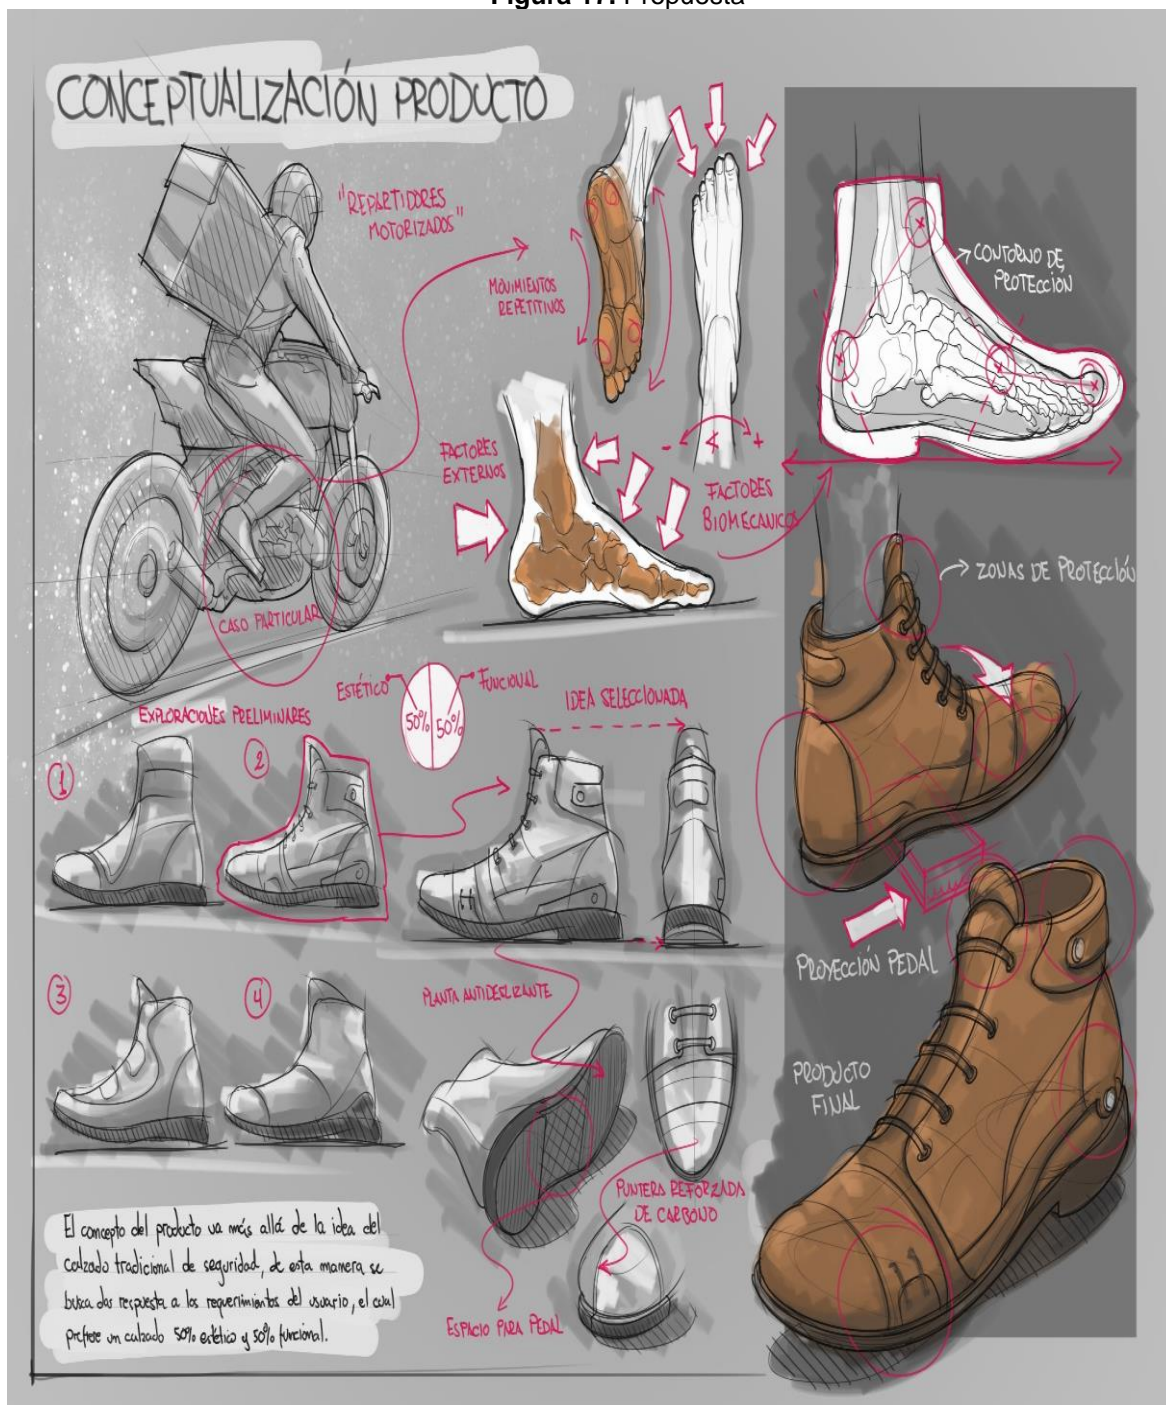 Figura 17. Propuesta
CONCEPTUALIZACIÓN PRODUCTO
"REPARTIDORES
MOTORIZADOS"
MOVIMIENTOS
REPETITIVOS
CONTORNO DE
PROTECCIÓN
FACTORES
EXTERNOS
- +
FACTORES
BIOMECANICOS
CASO PARTICULAR
ZONAS DE PROTECCIÓN
ESTÉTICO
FUNCIONAL
50% 50%
IDEA SELECCIONADA
EXPLORACIONES PRELIMINARES
1
2
3
4
PLANTA ANTIDESLIZANTE
PROYECCIÓN PEDAL
PRODUCTO
FINAL
PUNTERA REFORZADA
DE CARBONO
ESPACIO PARA PEDAL
El concepto del producto va más allá de la idea del
calzado tradicional de seguridad, de esta manera se
busca dar respuesta a los requerimientos del usuario, el cual
prefiere un calzado 50% estético y 50% funcional.